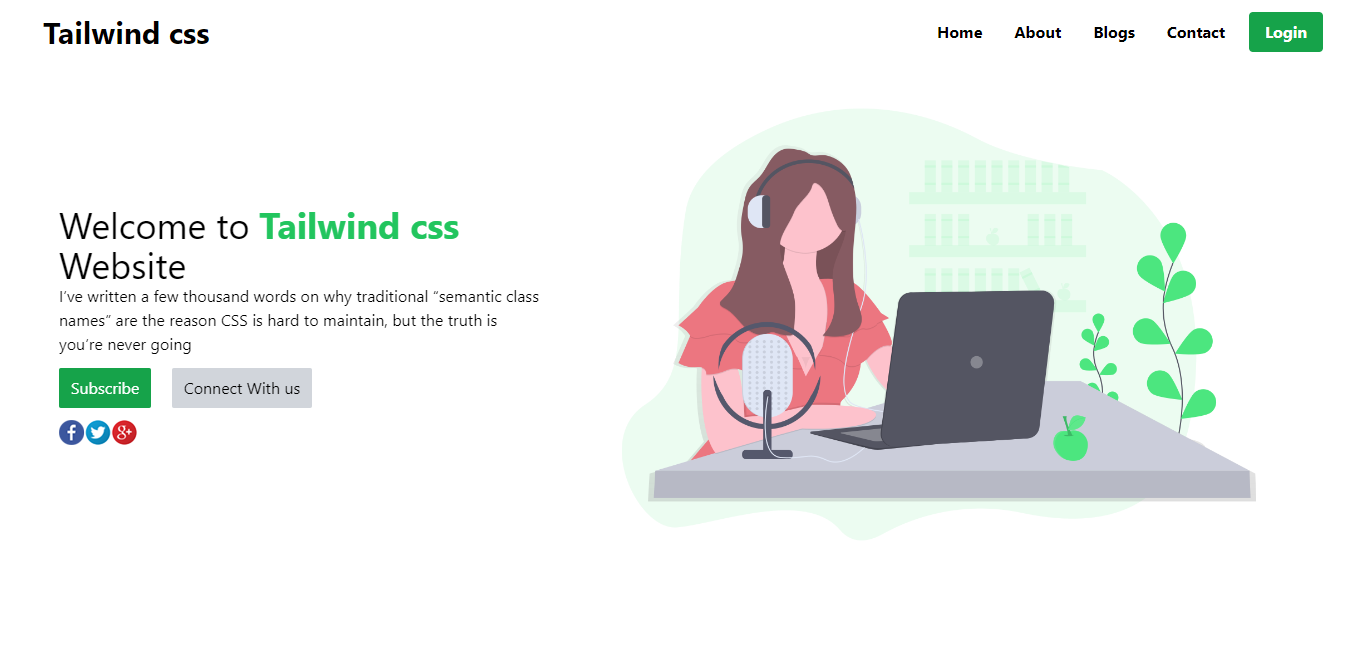 Tailwind css
Home About Blogs Contact Login
Welcome to Tailwind css
Website
I’ve written a few thousand words on why traditional “semantic class
names” are the reason CSS is hard to maintain, but the truth is
you’re never going
Subscribe Connect With us